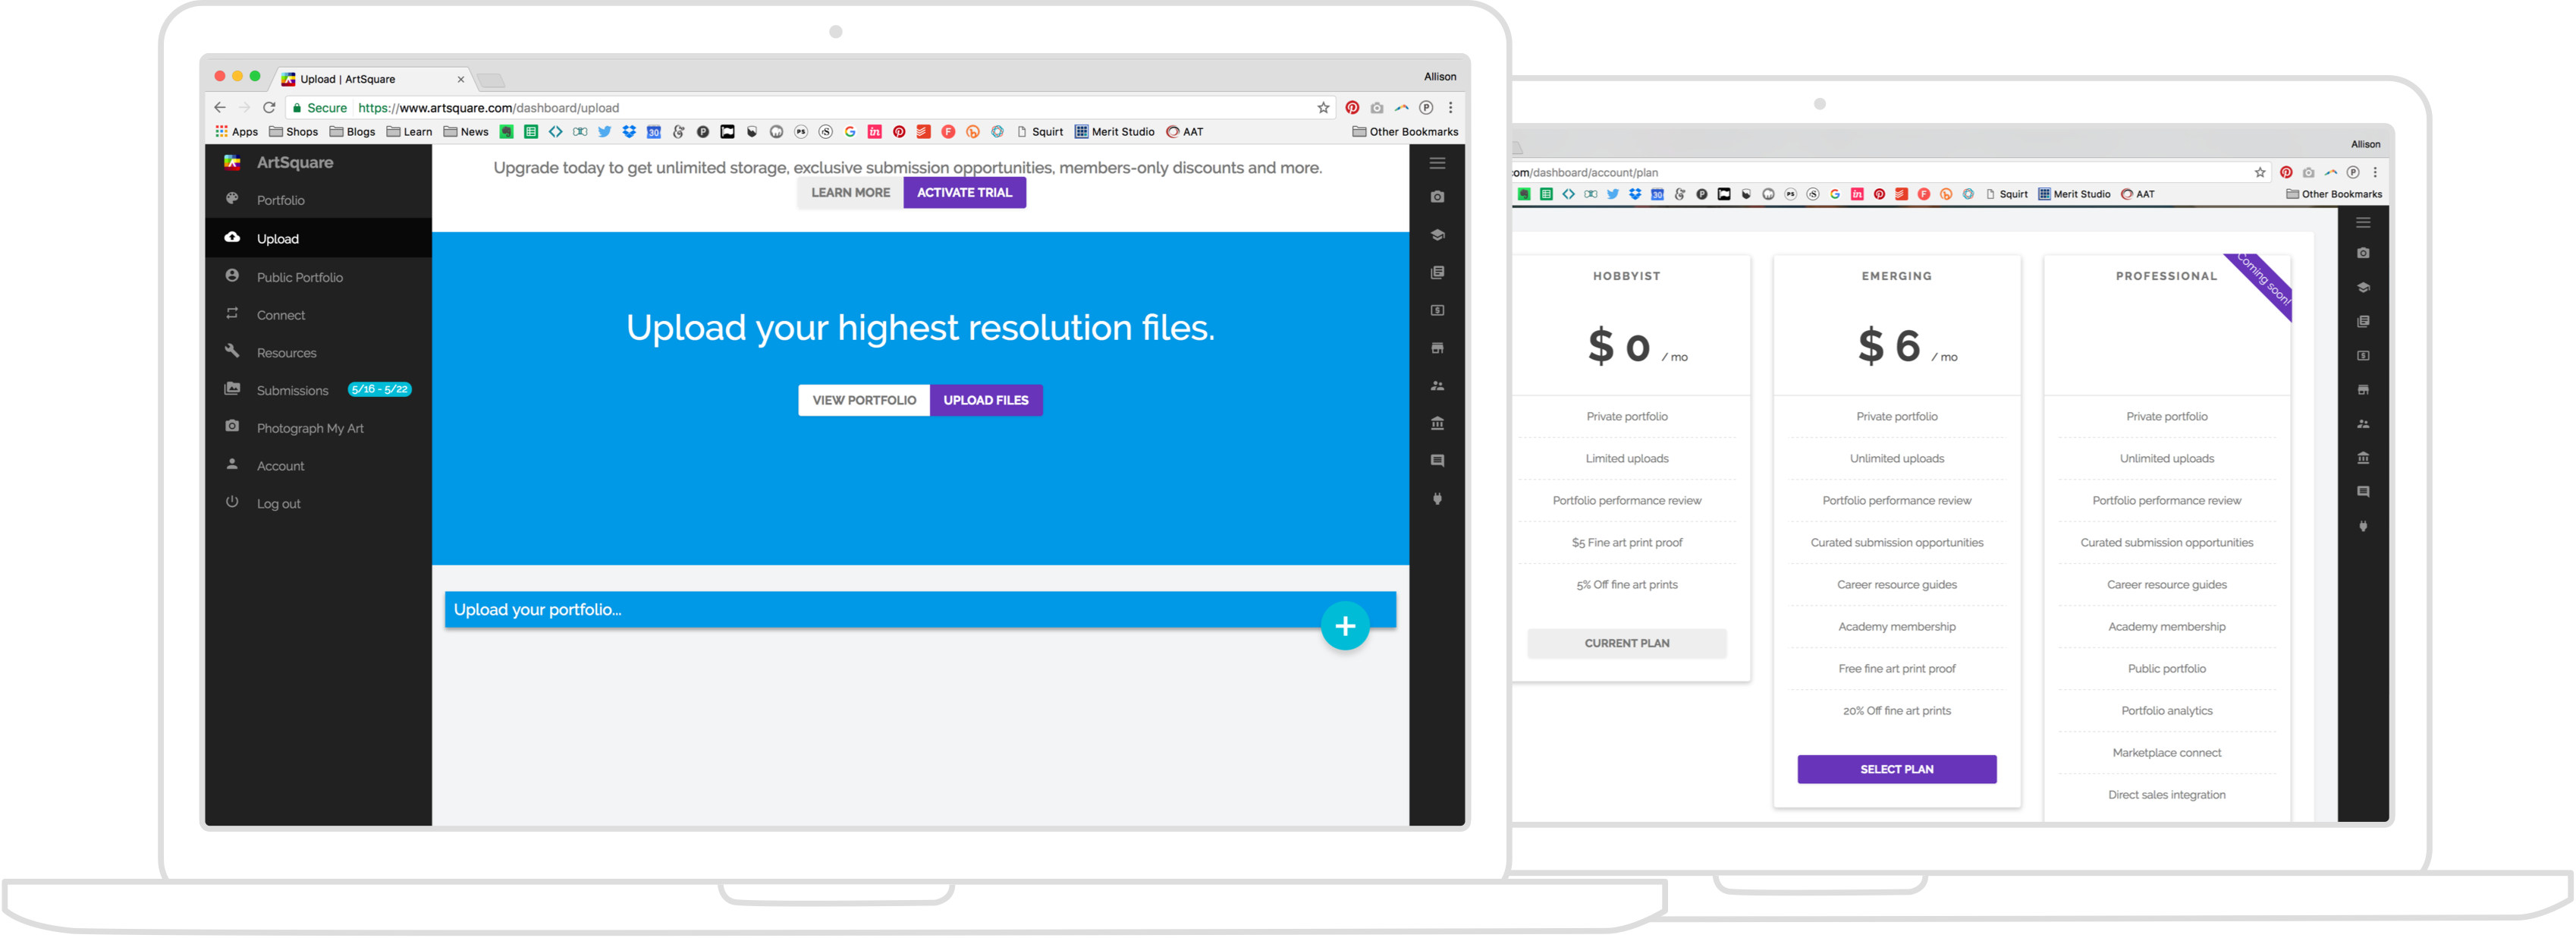 Upload | ArtSquare
Allison
Secure https://www.artsquare.com/dashboard/upload
Apps Shops Blogs Learn News Squirt Merit Studio AAT Other Bookmarks
ArtSquare
Portfolio
Upload
Public Portfolio
Connect
Resources
Submissions 5/16 - 5/22
Photograph My Art
Account
Log out
Upgrade today to get unlimited storage, exclusive submission opportunities, members-only discounts and more.
LEARN MORE ACTIVATE TRIAL
Upload your highest resolution files.
VIEW PORTFOLIO UPLOAD FILES
Upload your portfolio...
Allison
om/dashboard/account/plan
Squirt Merit Studio AAT Other Bookmarks
HOBBYIST
$ 0 / mo
Private portfolio
Limited uploads
Portfolio performance review
$5 Fine art print proof
5% Off fine art prints
CURRENT PLAN
EMERGING
$ 6 / mo
Private portfolio
Unlimited uploads
Portfolio performance review
Curated submission opportunities
Career resource guides
Academy membership
Free fine art print proof
20% Off fine art prints
SELECT PLAN
PROFESSIONAL
Coming soon!
Private portfolio
Unlimited uploads
Portfolio performance review
Curated submission opportunities
Career resource guides
Academy membership
Public portfolio
Portfolio analytics
Marketplace connect
Direct sales integration